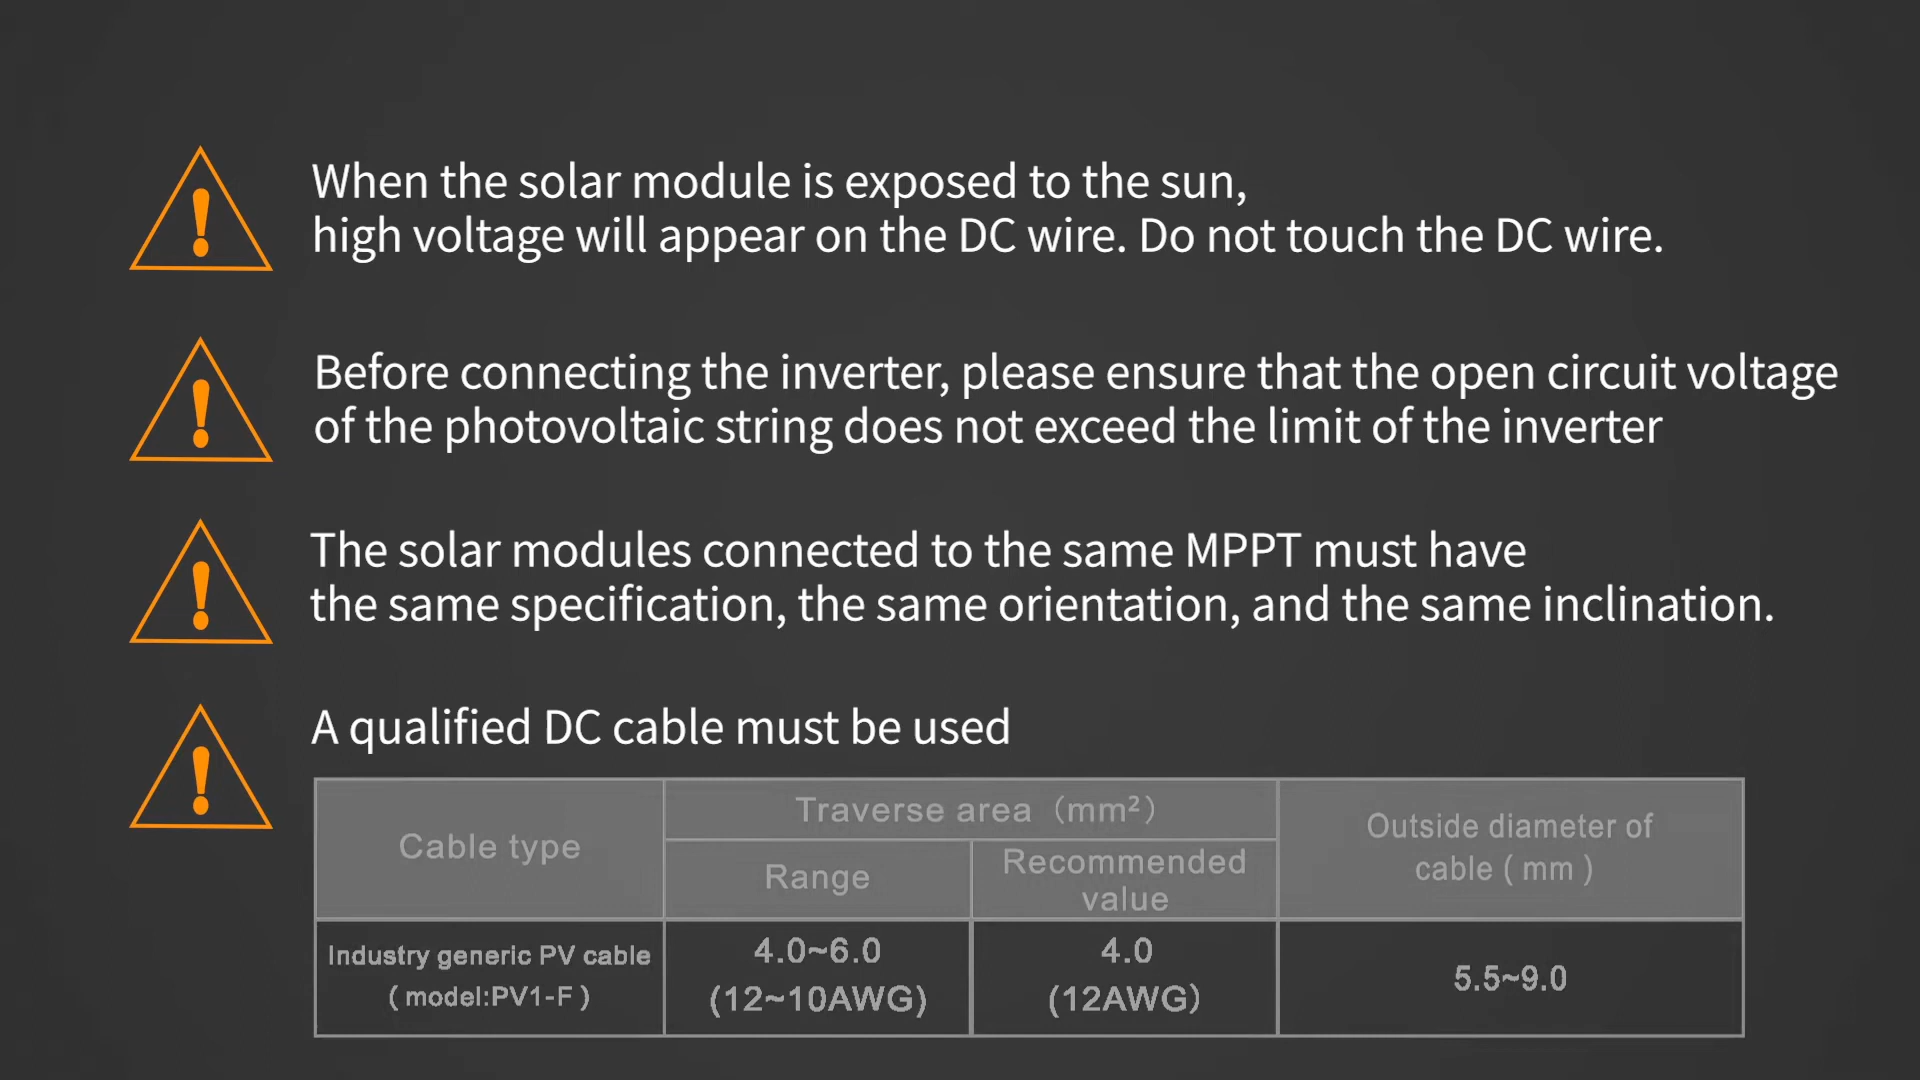 When the solar module is exposed to the sun,
high voltage will appear on the DC wire. Do not touch the DC wire.
Before connecting the inverter, please ensure that the open circuit voltage
of the photovoltaic string does not exceed the limit of the inverter
The solar modules connected to the same MPPT must have
the same specification, the same orientation, and the same inclination.
A qualified DC cable must be used
Cable type
Traverse area（mm²）
Range
Recommended
value
Outside diameter of
cable ( mm )
Industry generic PV cable
( model:PV1-F )
4.0~6.0
(12~10AWG)
4.0
(12AWG)
5.5~9.0